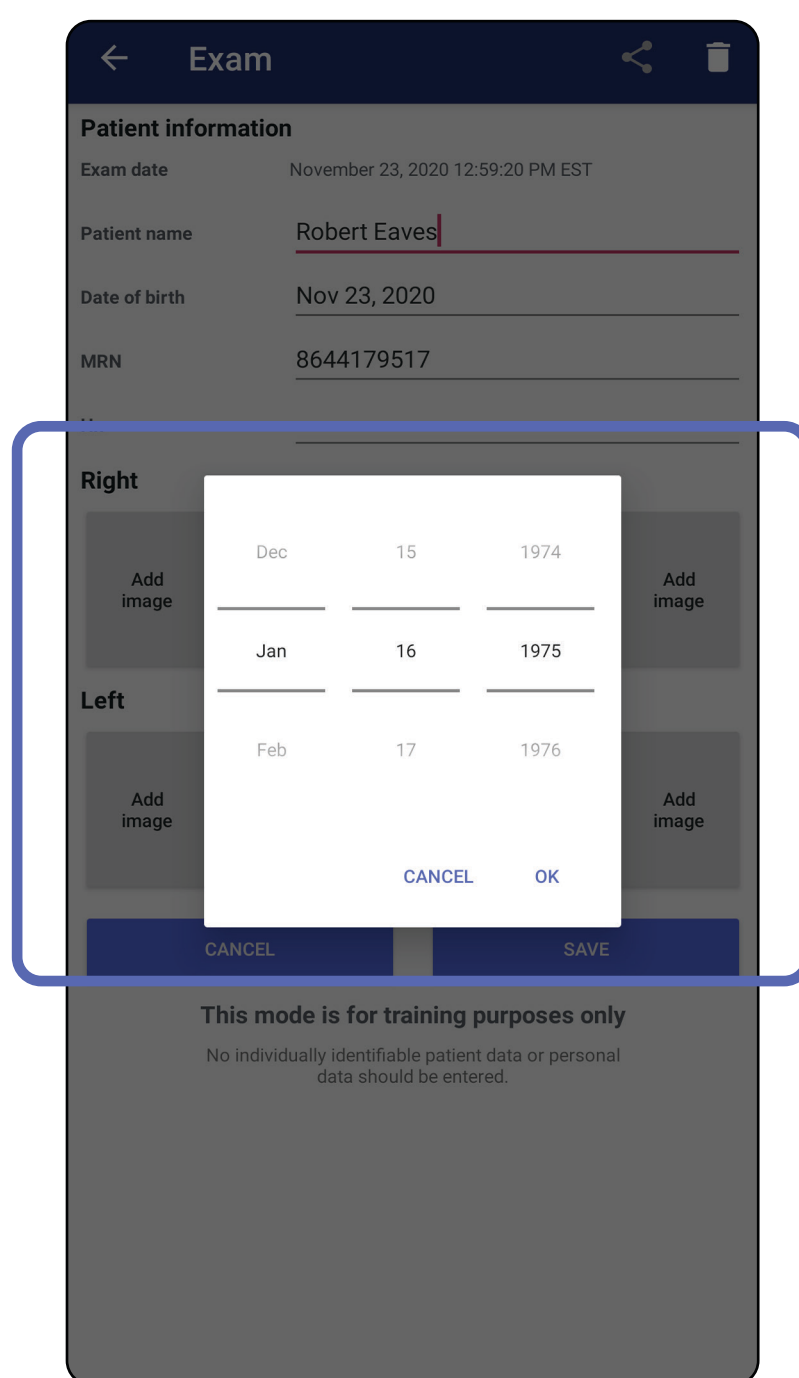 Exam
Patient information
Exam date November 23, 2020 12:59:20 PM EST
Patient name Robert Eaves
Date of birth Nov 23, 2020
MRN 8644179517
Right
Add
image
Add
image
Dec 15 1974
Jan 16 1975
Feb 17 1976
CANCEL OK
Left
Add
image
Add
image
CANCEL SAVE
This mode is for training purposes only
No individually identifiable patient data or personal
data should be entered.